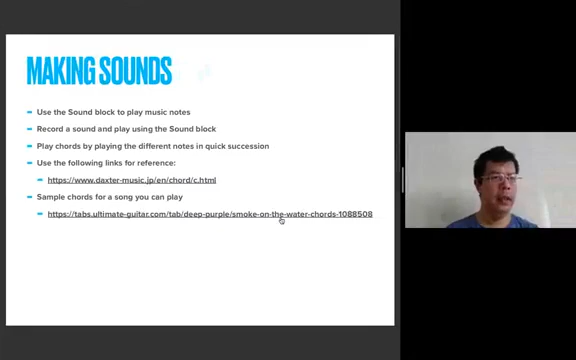 MAKING SOUNDS
Use the Sound block to play music notes
Record a sound and play using the Sound block
Play chords by playing the different notes in quick succession
Use the following links for reference:
https://www.daxter-music.jp/en/chord/c.html
Sample chords for a song you can play
https://tabs.ultimate-guitar.com/tab/deep-purple/smoke-on-the-water-chords-1088508